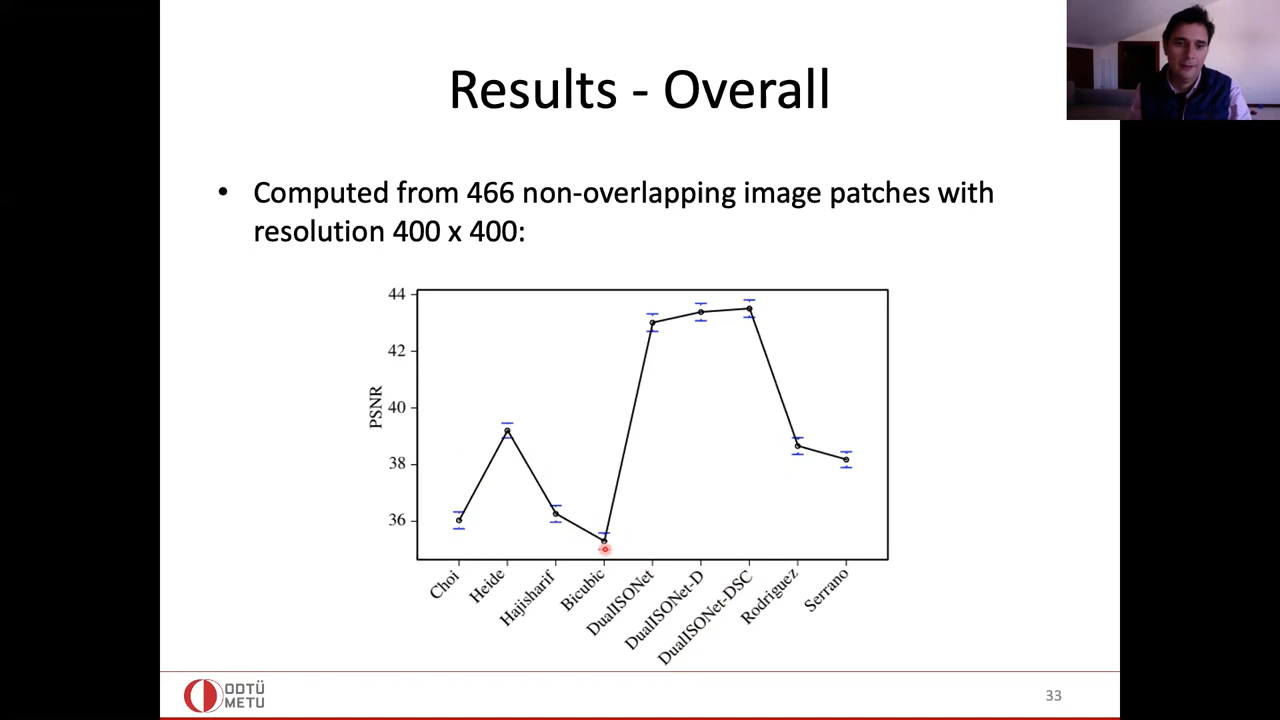 Results - Overall
• Computed from 466 non-overlapping image patches with
resolution 400 x 400:
44
42
40
38
36
PSNR
Choi
Heide
Hajisharif
Bicubic
DualISONet
DualISONet-D
DualISONet-DSC
Rodriguez
Serrano
ODTÜ
METU
33